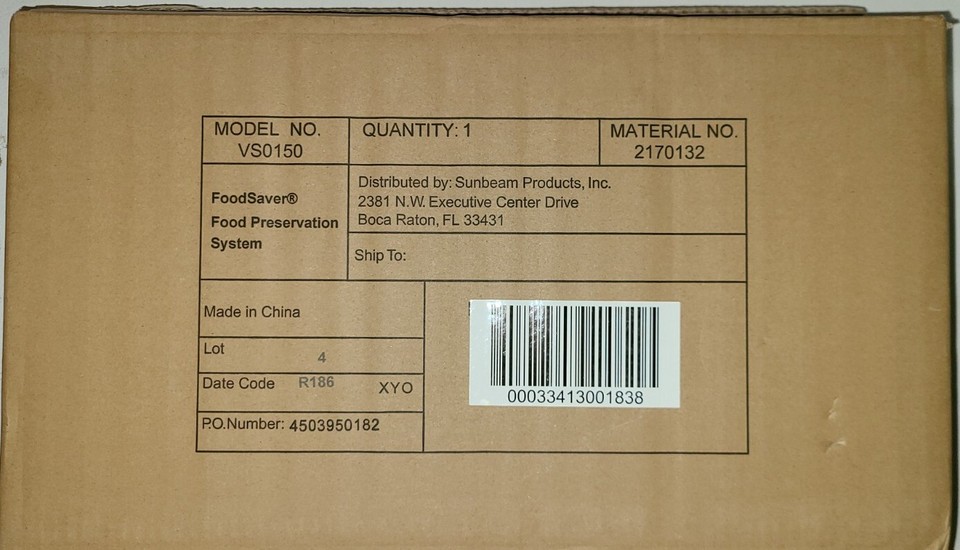 MODEL NO.
VS0150
QUANTITY: 1
MATERIAL NO.
2170132
FoodSaver®
Food Preservation
System
Distributed by: Sunbeam Products, Inc.
2381 N.W. Executive Center Drive
Boca Raton, FL 33431
Ship To:
Made in China
Lot 4
Date Code R186 XYO
P.O.Number: 4503950182
00033413001838